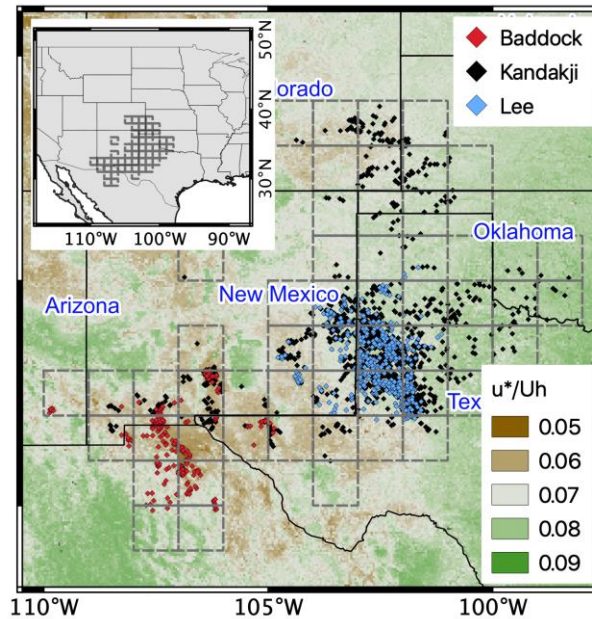 50°N
40°N
30°N
110°W 100°W 90°W
Baddock
Kandakji
Lee
orado
Oklahoma
New Mexico
Arizona
Tex
u*/Uh
0.05
0.06
0.07
0.08
0.09
110°W 105°W 100°W